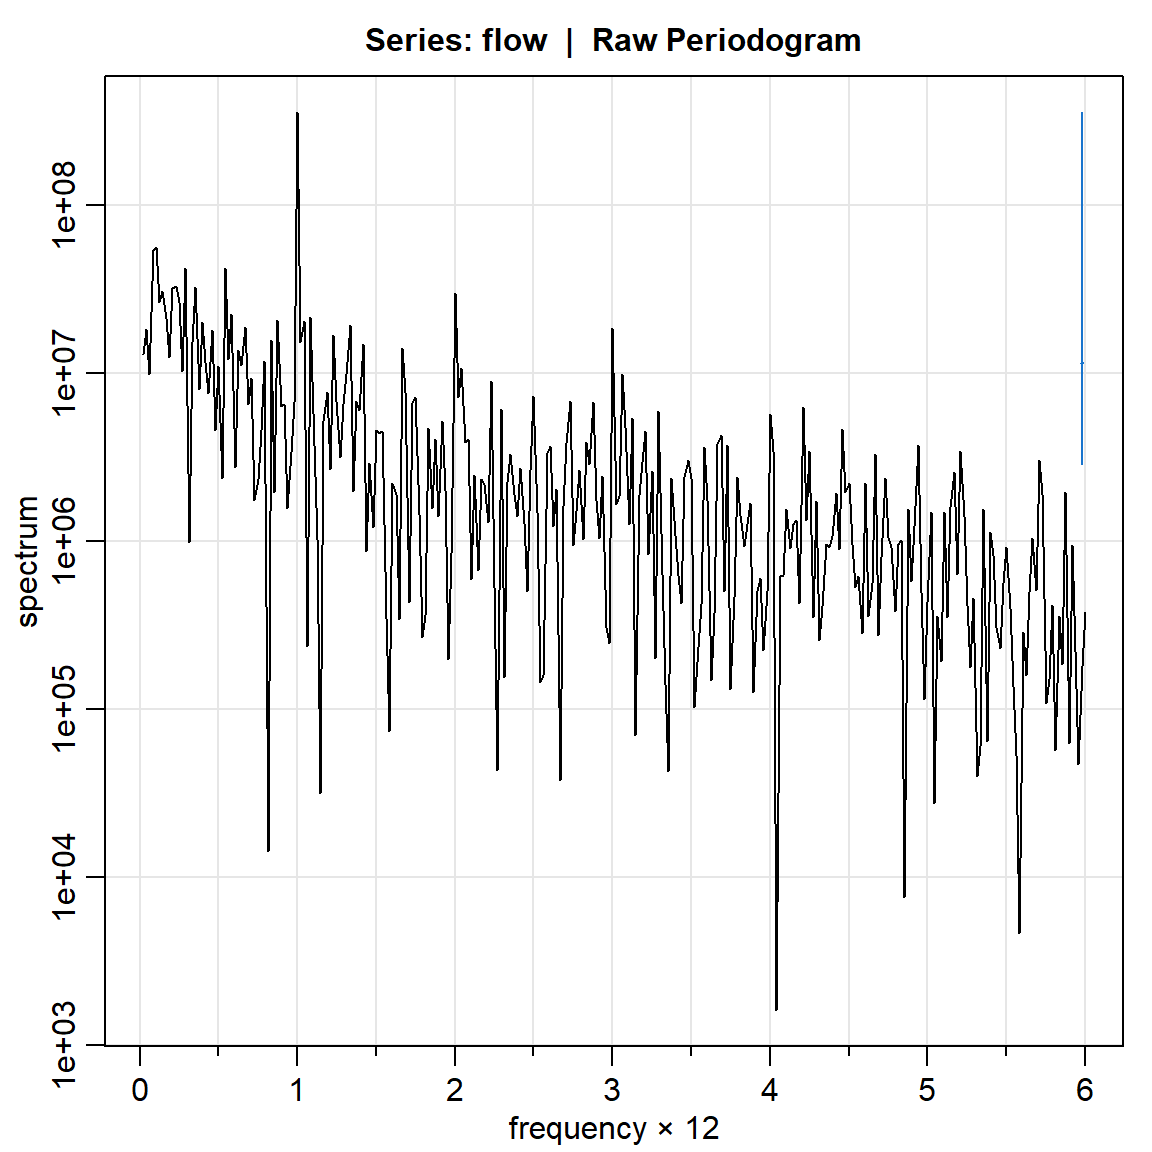 Series: flow | Raw Periodogram
spectrum
1e+08
1e+07
1e+06
1e+05
1e+04
1e+03
0 1 2 3 4 5 6
frequency × 12